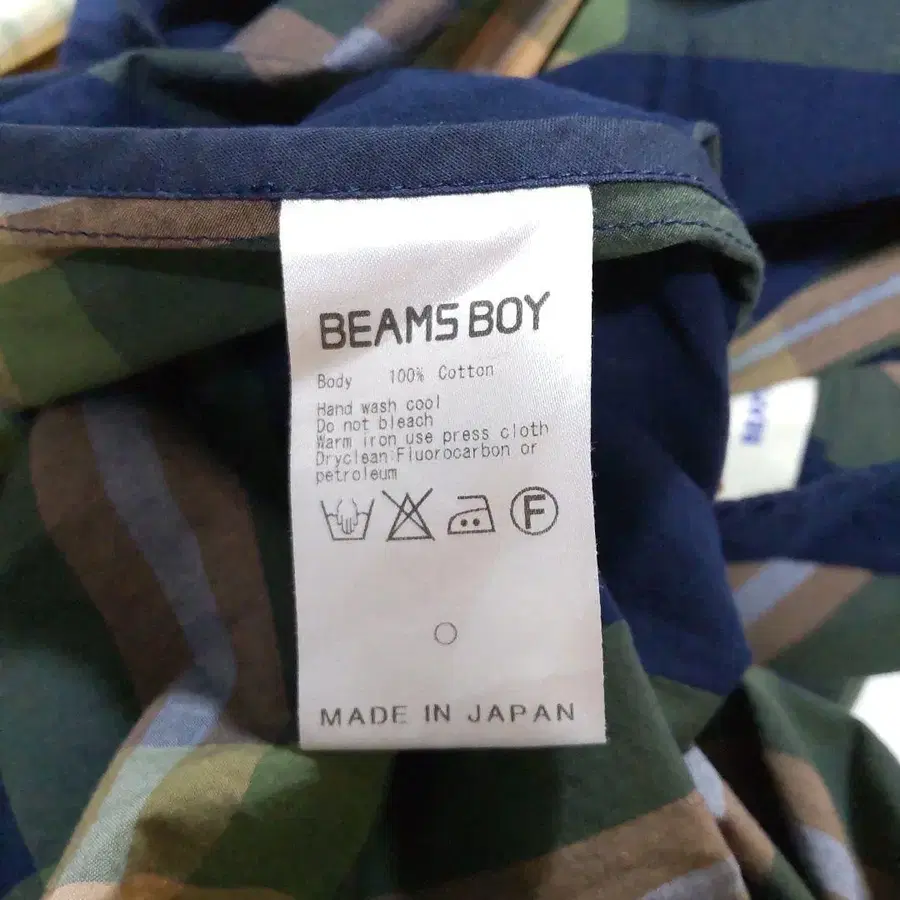 BEAMS BOY
Body 100% Cotton
Hand wash cool
Do not bleach
Warm iron use press cloth
Dryclean Fluorocarbon or
petroleum
F
MADE IN JAPAN